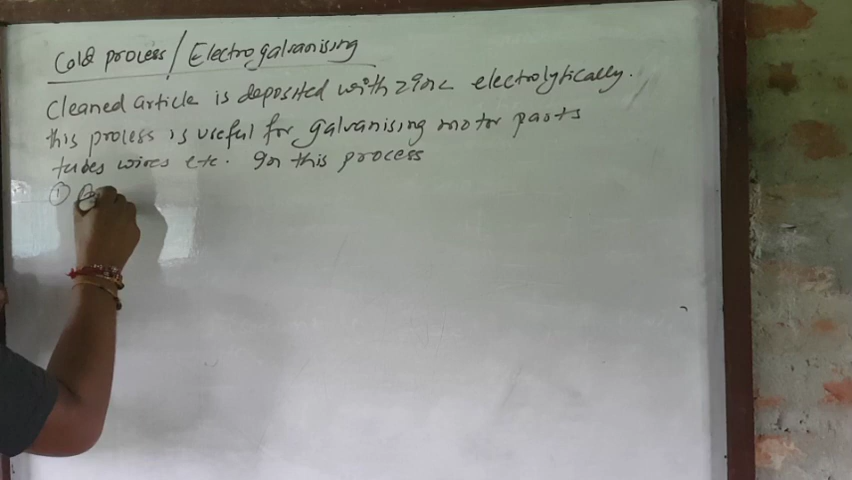 Cold process / Electrogalvanising
Cleaned article is deposited with zinc electrolytically.
this process is useful for galvanising motor parts
tubes wires etc. In this process
①